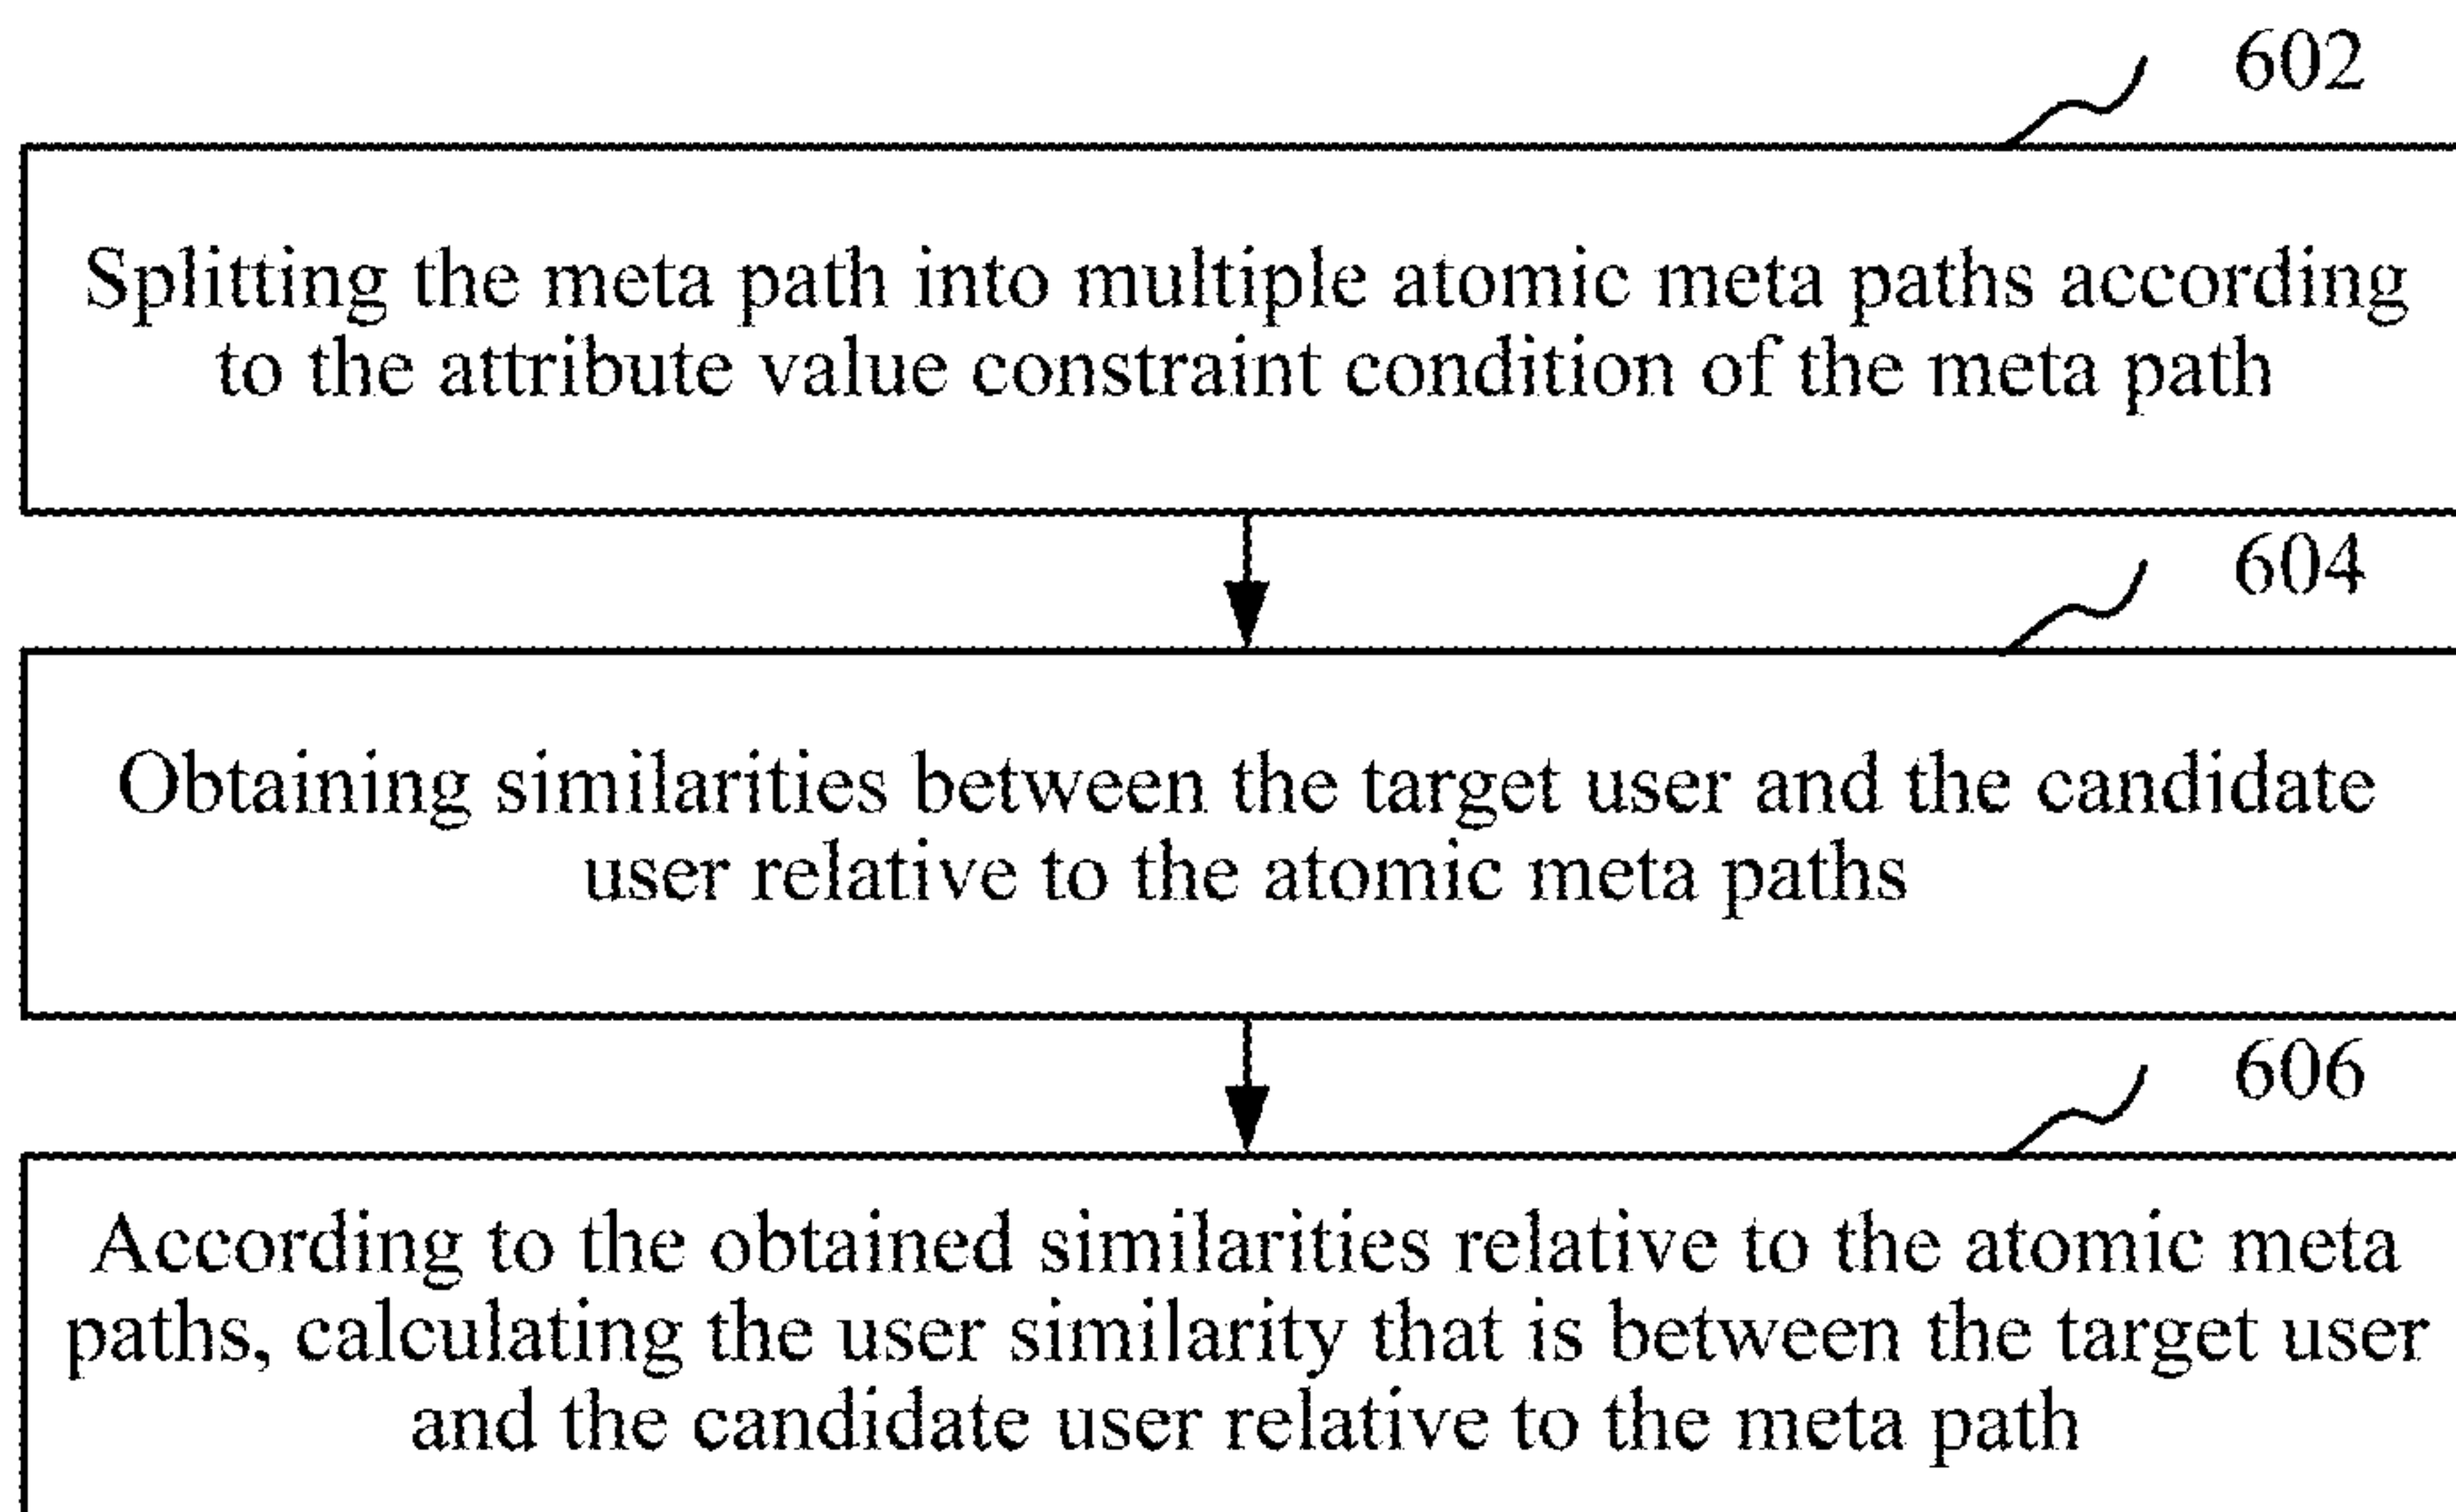 602
Splitting the meta path into multiple atomic meta paths according
to the attribute value constraint condition of the meta path
604
Obtaining similarities between the target user and the candidate
user relative to the atomic meta paths
606
According to the obtained similarities relative to the atomic meta
paths, calculating the user similarity that is between the target user
and the candidate user relative to the meta path